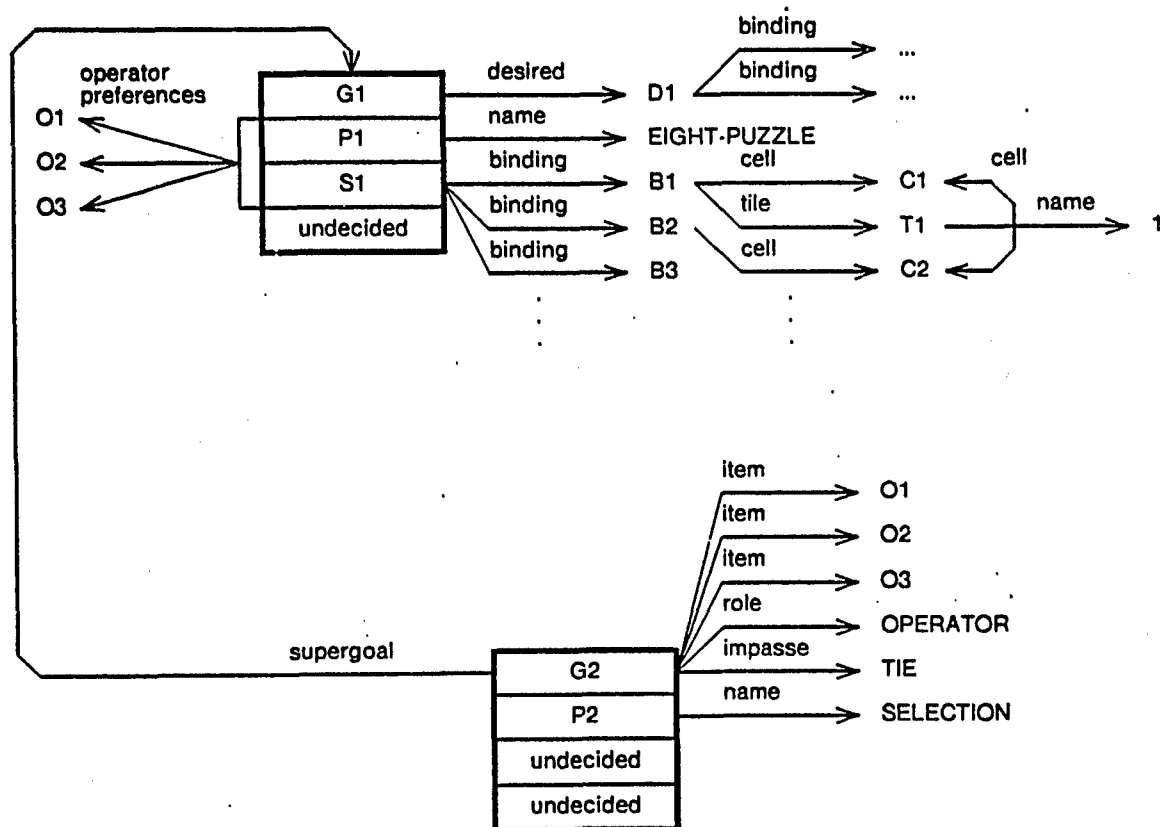 binding
...
operator
preferences
desired
binding
G1
D1
...
O1
name
P1
EIGHT-PUZZLE
O2
binding
cell
cell
S1
B1
C1
O3
binding
tile
name
undecided
B2
T1
1
binding
cell
B3
C2
item
O1
item
O2
item
O3
role
OPERATOR
supergoal
impasse
G2
TIE
name
P2
SELECTION
undecided
undecided